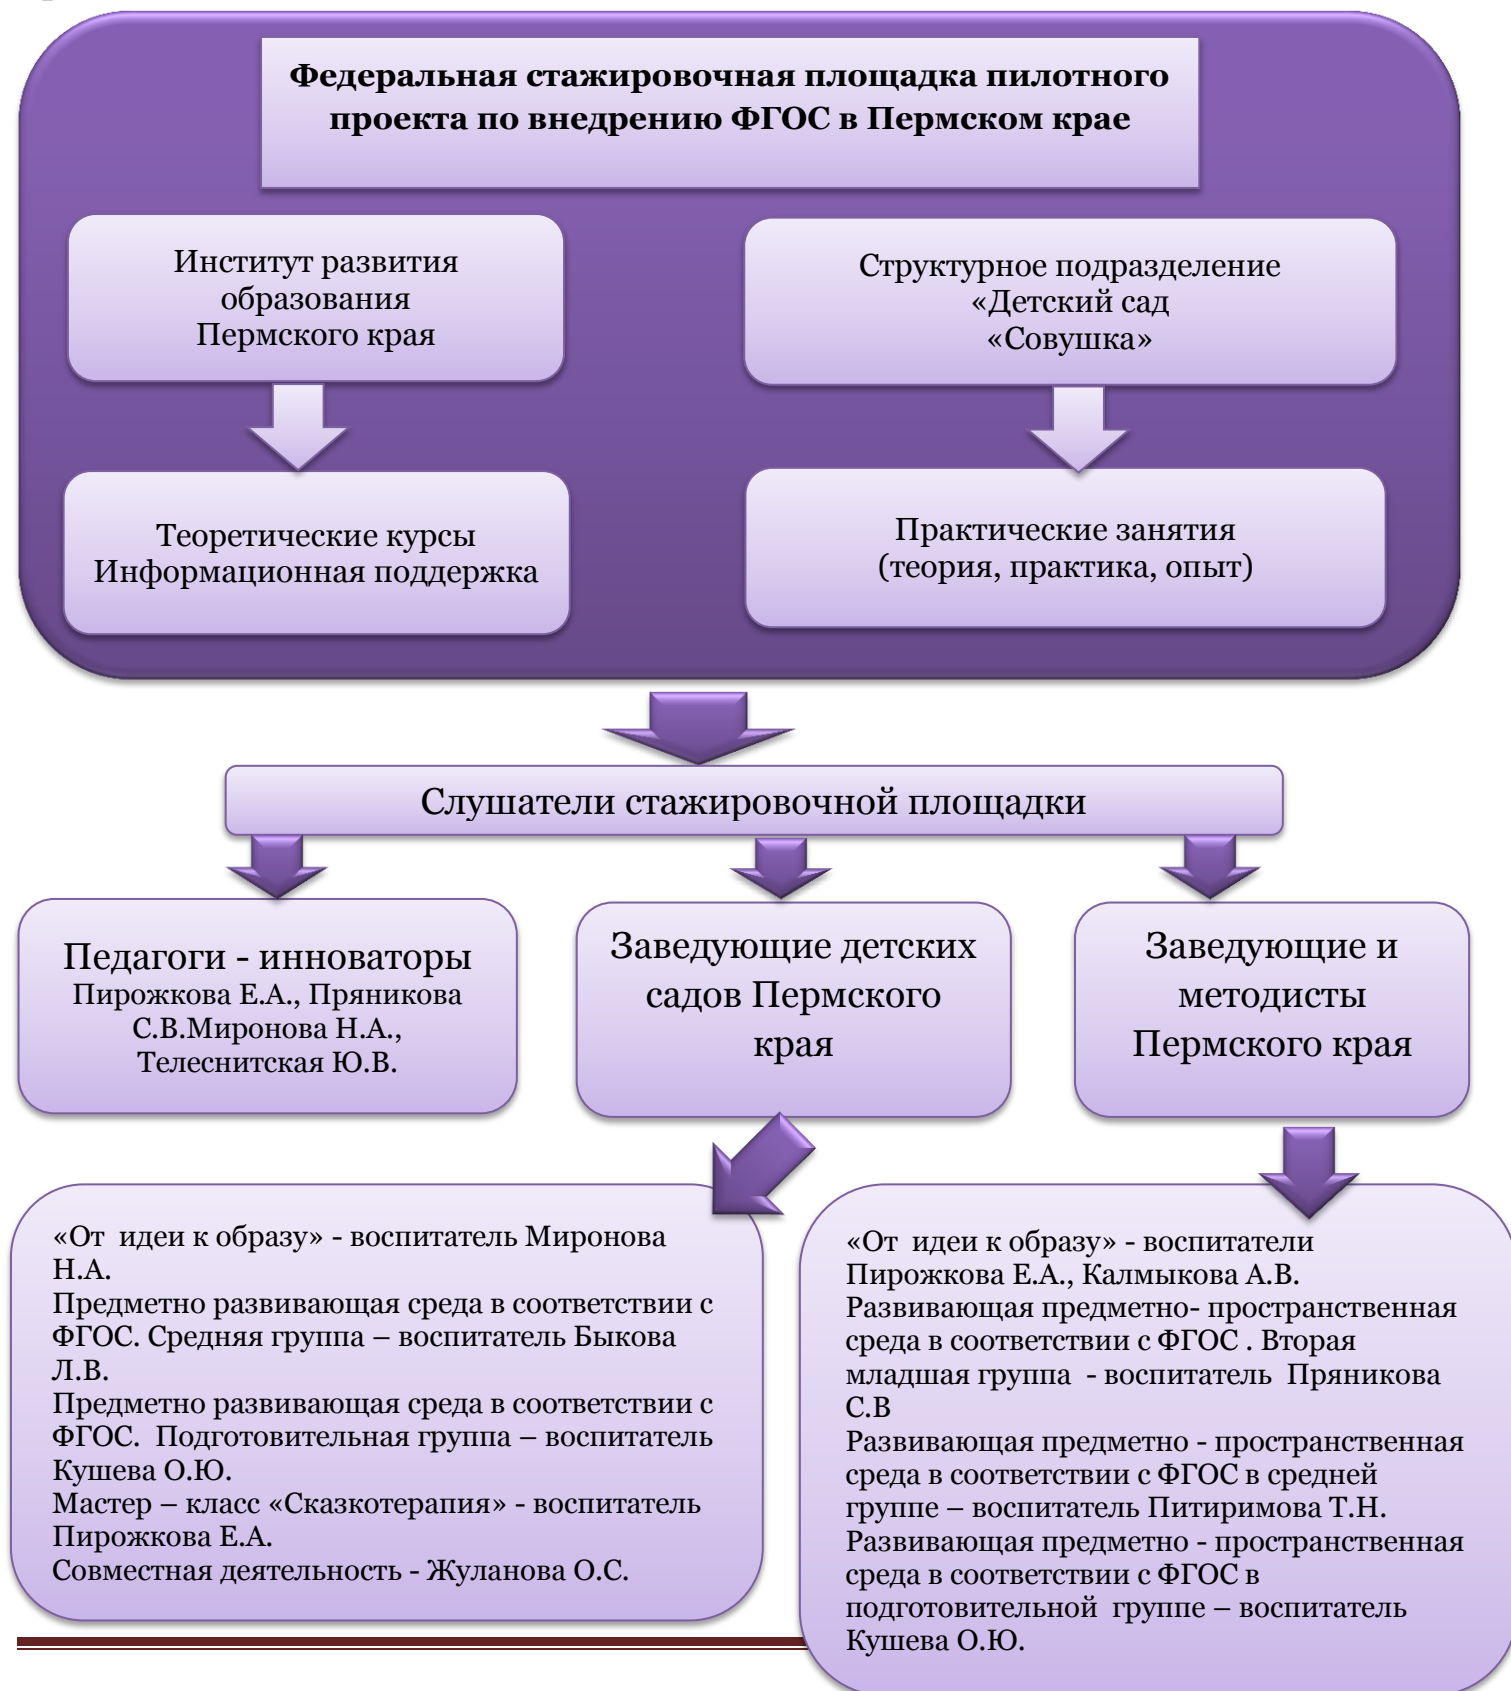 Федеральная стажировочная площадка пилотного
проекта по внедрению ФГОС в Пермском крае
Институт развития
образования
Пермского края
Структурное подразделение
«Детский сад
«Совушка»
Теоретические курсы
Информационная поддержка
Практические занятия
(теория, практика, опыт)
Слушатели стажировочной площадки
Педагоги - инноваторы
Пирожкова Е.А., Пряникова
С.В.Миронова Н.А.,
Телеснитская Ю.В.
Заведующие детских
садов Пермского
края
Заведующие и
методисты
Пермского края
«От  идеи к образу» - воспитатель Миронова
Н.А.
Предметно развивающая среда в соответствии с
ФГОС. Средняя группа – воспитатель Быкова
Л.В.
Предметно развивающая среда в соответствии с
ФГОС.  Подготовительная группа – воспитатель
Кушева О.Ю.
Мастер – класс «Сказкотерапия» - воспитатель
Пирожкова Е.А.
Совместная деятельность - Жуланова О.С.
«От  идеи к образу» - воспитатели
Пирожкова Е.А., Калмыкова А.В.
Развивающая предметно- пространственная
среда в соответствии с ФГОС . Вторая
младшая группа  - воспитатель  Пряникова
С.В
Развивающая предметно - пространственная
среда в соответствии с ФГОС в средней
группе – воспитатель Питиримова Т.Н.
Развивающая предметно - пространственная
среда в соответствии с ФГОС в
подготовительной  группе – воспитатель
Кушева О.Ю.